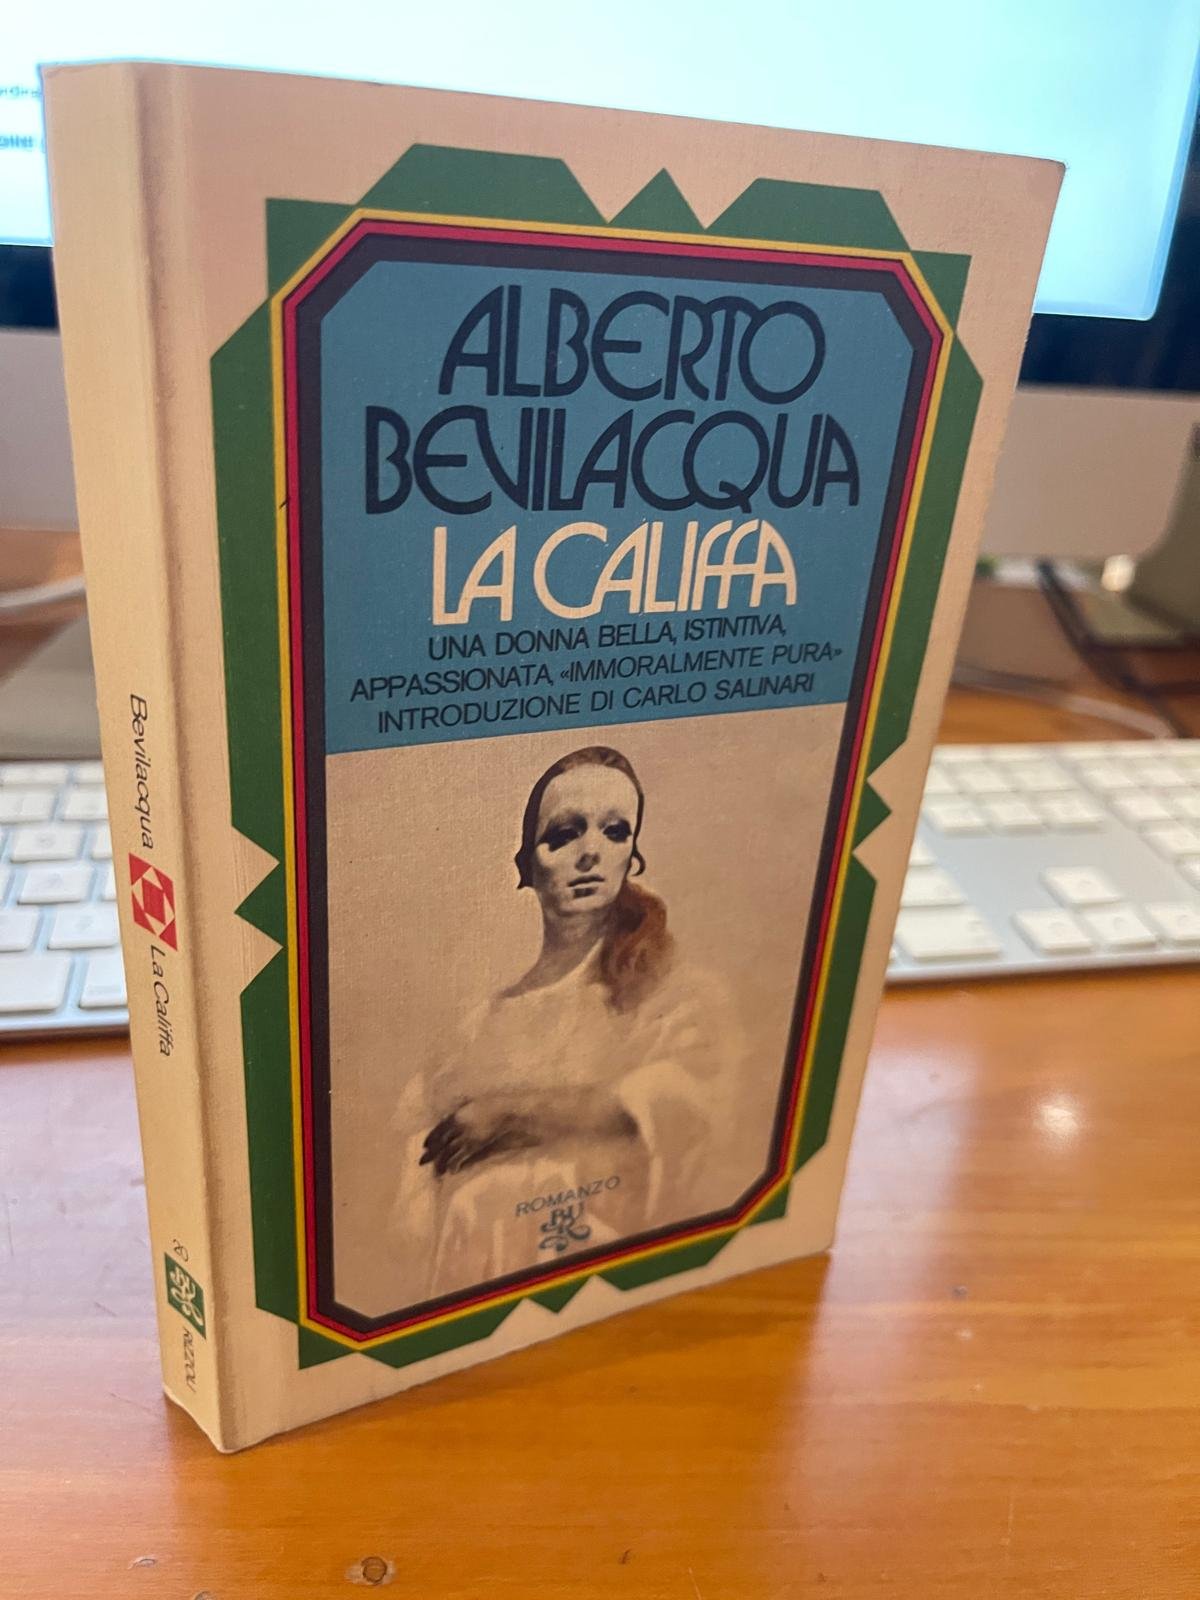 ALBERTO
BEVILACQUA
LA CALIFFA
UNA DONNA BELLA, ISTINTIVA,
APPASSIONATA, «IMMORALMENTE PURA»
INTRODUZIONE DI CARLO SALINARI
ROMANZO
BUR
Bevilacqua La Califfa
BUR
RIZZOLI